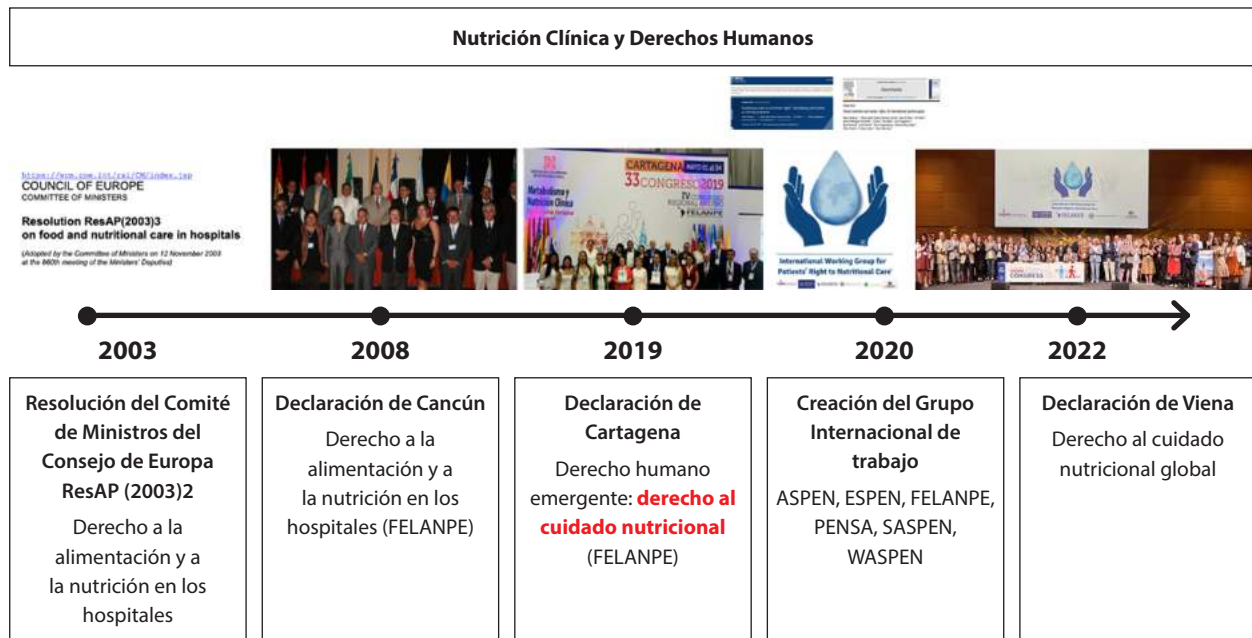 Nutrición Clínica y Derechos Humanos
https://wcm.coe.int/rsi/CM/index.jsp
COUNCIL OF EUROPE
COMMITTEE OF MINISTERS
Resolution ResAP(2003)3
on food and nutritional care in hospitals
(Adopted by the Committee of Ministers on 12 November 2003
at the 860th meeting of the Ministers' Deputies)
Metabolismo y
Nutrición Clínica
CARTAGENA
33 CONGRESO 2019
IV CONGRESO
REGIONAL
FELANPE
International Working Group for
Patients' Right to Nutritional Care
CONGRESS
2003
2008
2019
2020
2022
Resolución del Comité
de Ministros del
Consejo de Europa
ResAP (2003)2
Derecho a la
alimentación y a
la nutrición en los
hospitales
Declaración de Cancún
Derecho a la
alimentación y a
la nutrición en los
hospitales (FELANPE)
Declaración de
Cartagena
Derecho humano
emergente: derecho al
cuidado nutricional
(FELANPE)
Creación del Grupo
Internacional de
trabajo
ASPEN, ESPEN, FELANPE,
PENSA, SASPEN,
WASPEN
Declaración de Viena
Derecho al cuidado
nutricional global